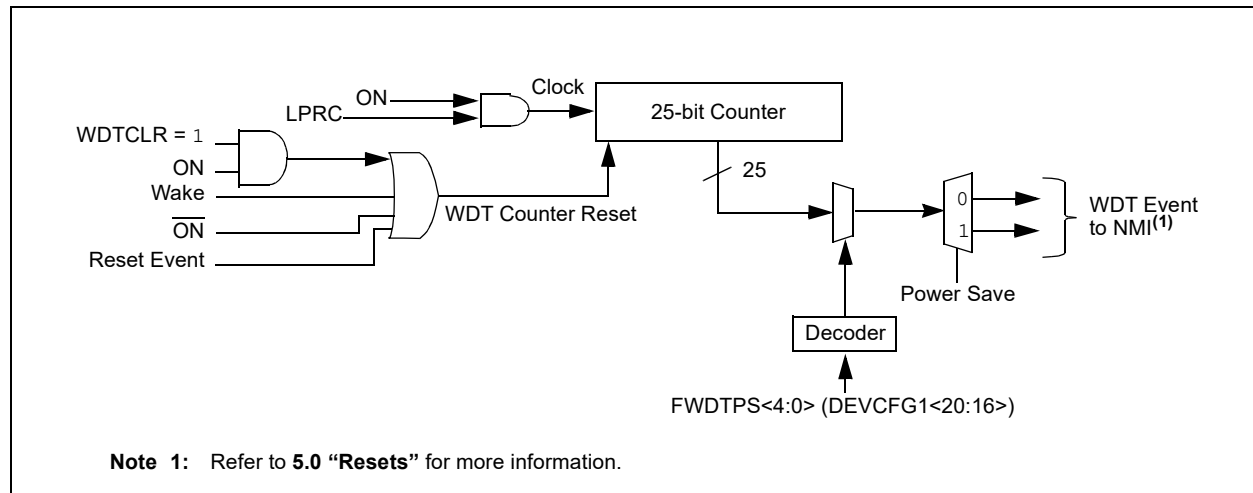 Clock
ON
LPRC
25-bit Counter
WDTCLR = 1
ON
Wake
ON
Reset Event
WDT Counter Reset
25
0
1
WDT Event
to NMI(1)
Power Save
Decoder
FWDTPS<4:0> (DEVCFG1<20:16>)
Note 1: Refer to 5.0 “Resets” for more information.